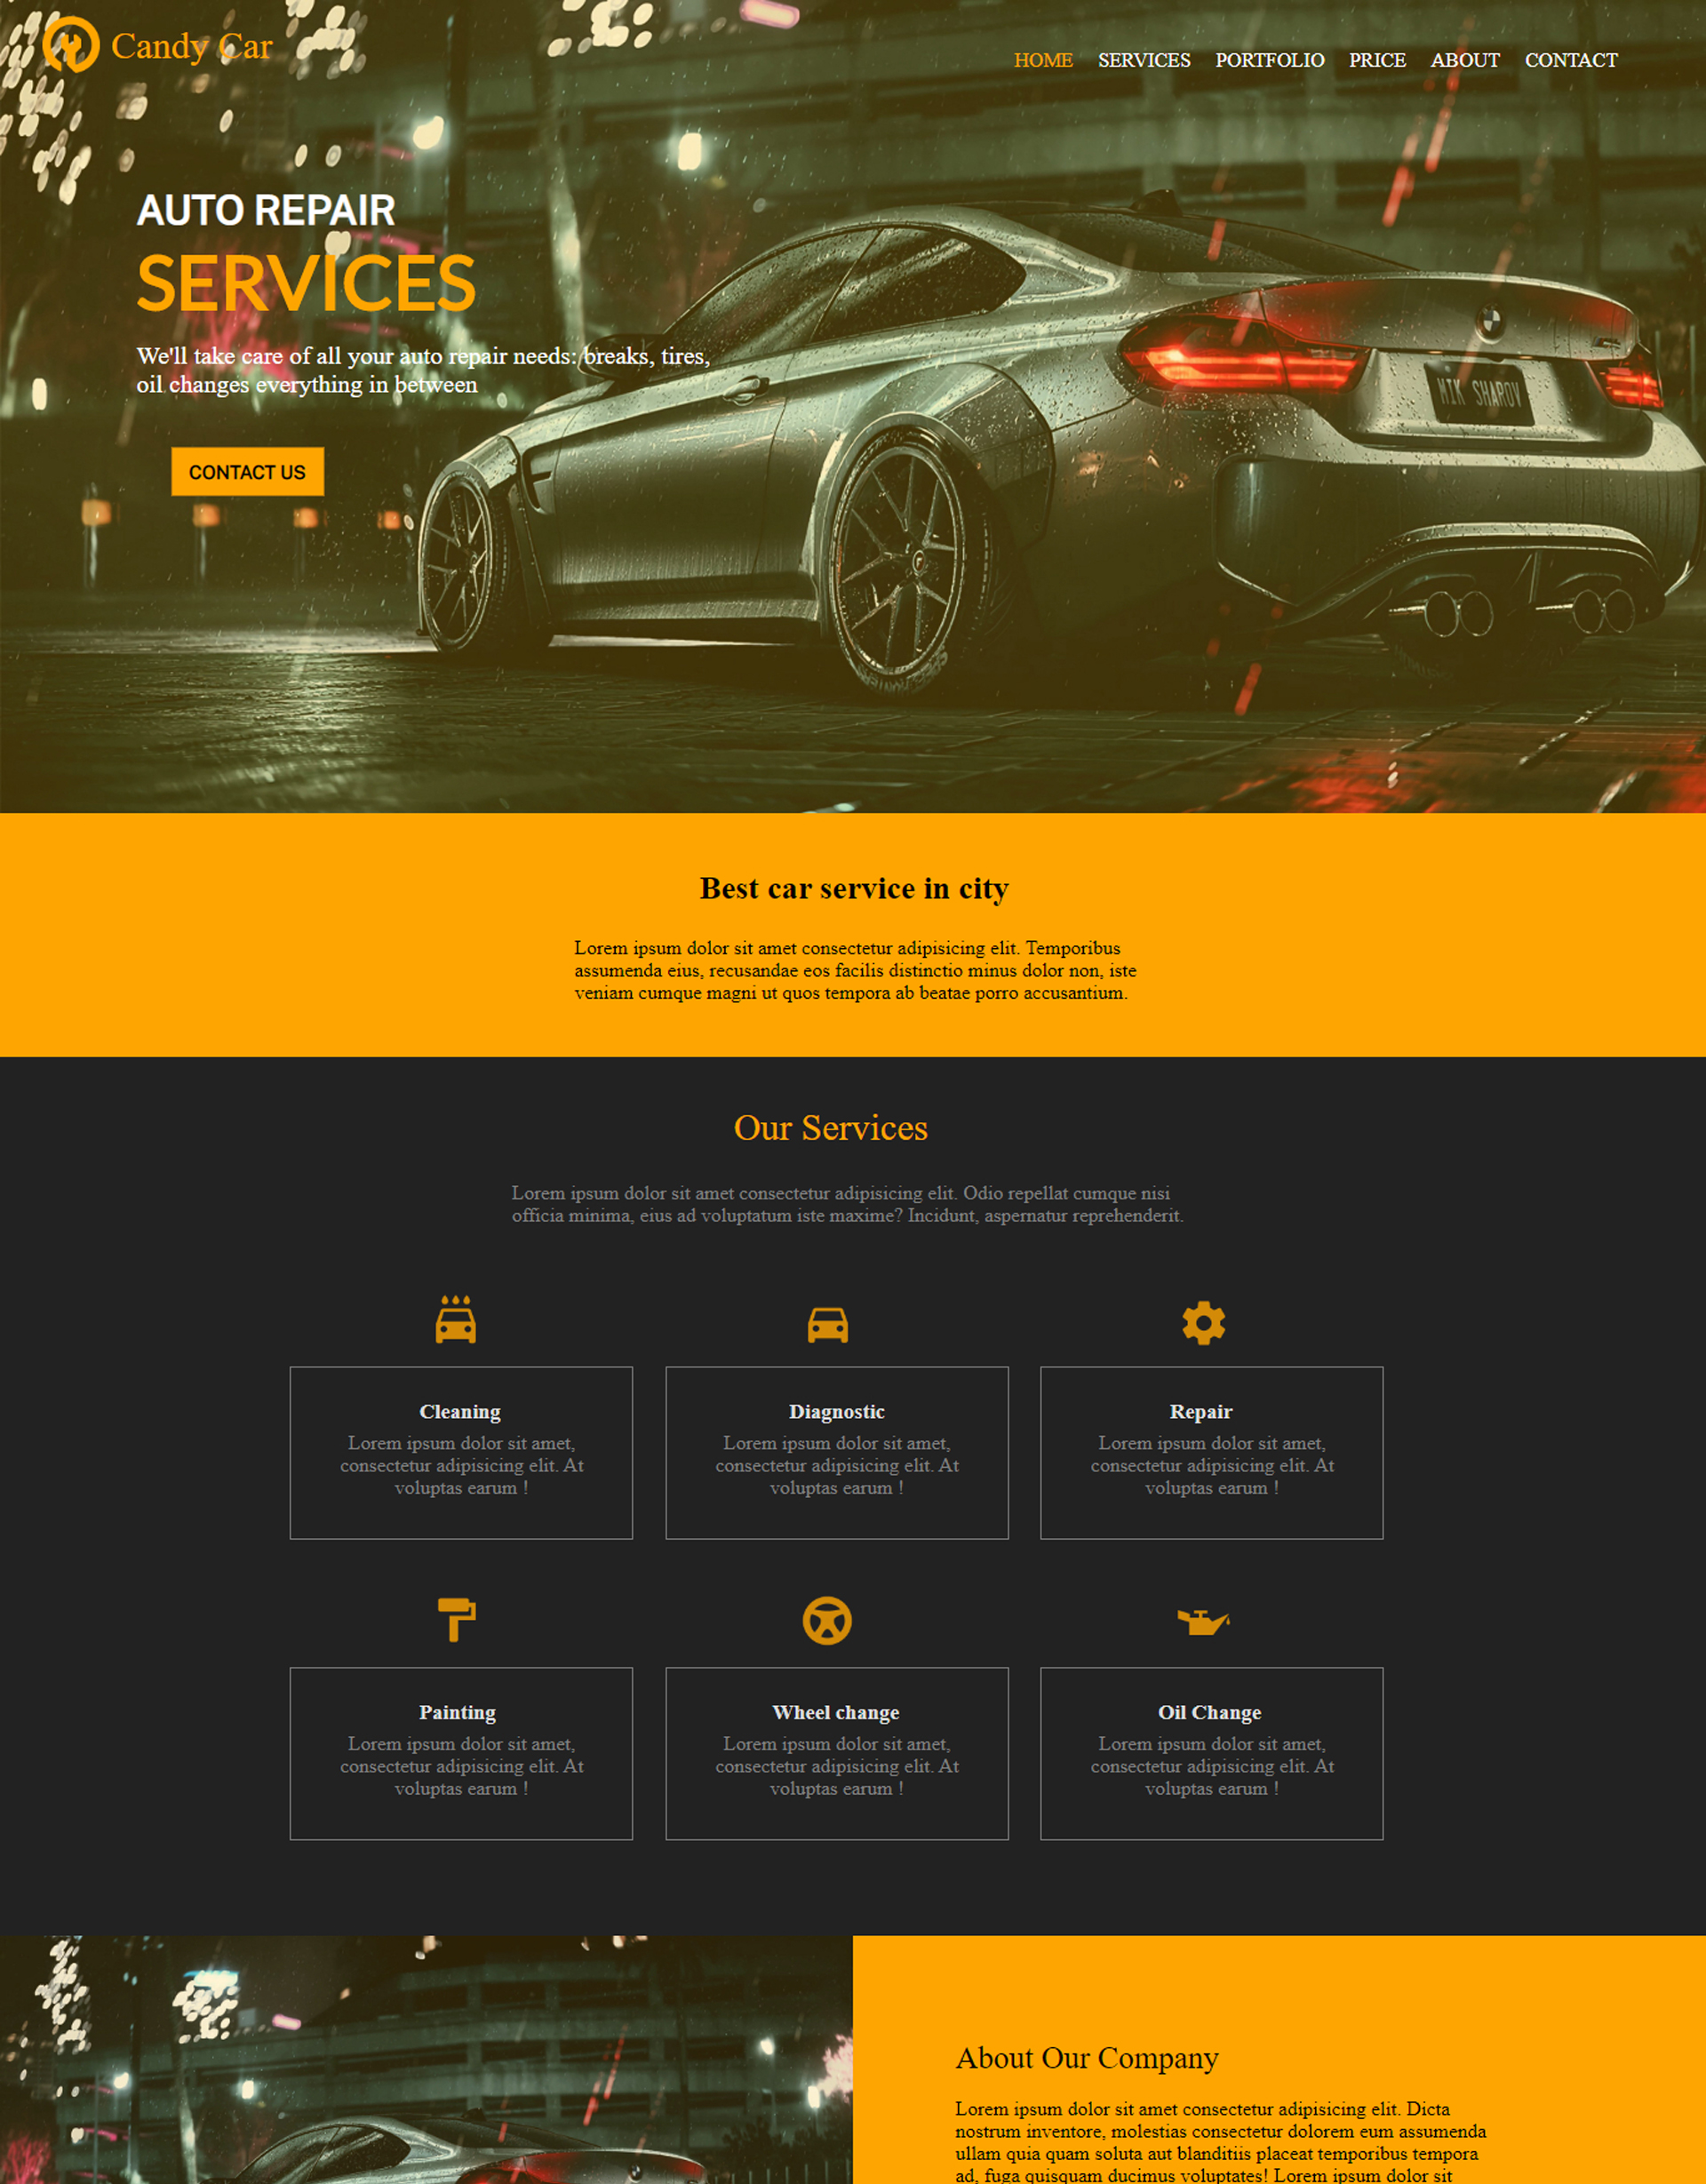 Candy Car
HOME SERVICES PORTFOLIO PRICE ABOUT CONTACT
AUTO REPAIR
SERVICES
We'll take care of all your auto repair needs: breaks, tires,
oil changes everything in between
CONTACT US
MIK SHAROV
Best car service in city
Lorem ipsum dolor sit amet consectetur adipisicing elit. Temporibus
assumenda eius, recusandae eos facilis distinctio minus dolor non, iste
veniam cumque magni ut quos tempora ab beatae porro accusantium.
Our Services
Lorem ipsum dolor sit amet consectetur adipisicing elit. Odio repellat cumque nisi
officia minima, eius ad voluptatum iste maxime? Incidunt, aspernatur reprehenderit.
Cleaning
Lorem ipsum dolor sit amet,
consectetur adipisicing elit. At
voluptas earum !
Diagnostic
Lorem ipsum dolor sit amet,
consectetur adipisicing elit. At
voluptas earum !
Repair
Lorem ipsum dolor sit amet,
consectetur adipisicing elit. At
voluptas earum !
Painting
Lorem ipsum dolor sit amet,
consectetur adipisicing elit. At
voluptas earum !
Wheel change
Lorem ipsum dolor sit amet,
consectetur adipisicing elit. At
voluptas earum !
Oil Change
Lorem ipsum dolor sit amet,
consectetur adipisicing elit. At
voluptas earum !
About Our Company
Lorem ipsum dolor sit amet consectetur adipisicing elit. Dicta
nostrum inventore, molestias consectetur dolorem eum assumenda
ullam quia quam soluta aut blanditiis placeat temporibus tempora
ad, fuga quisquam ducimus voluptates! Lorem ipsum dolor sit